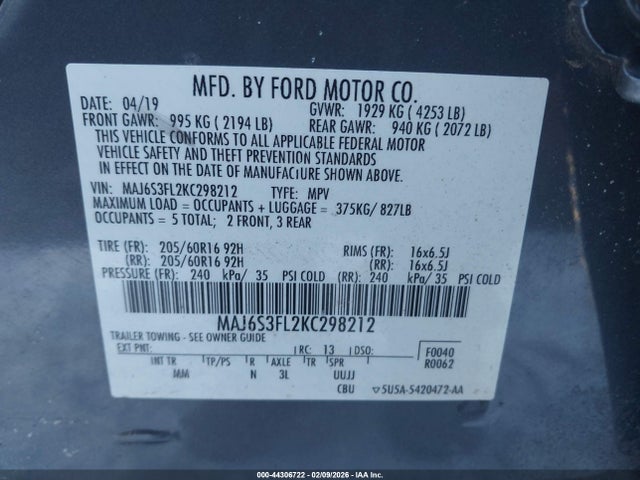 MFD. BY FORD MOTOR CO.
DATE: 04/19 GVWR: 1929 KG ( 4253 LB)
FRONT GAWR: 995 KG ( 2194 LB) REAR GAWR: 940 KG ( 2072 LB)
THIS VEHICLE CONFORMS TO ALL APPLICABLE FEDERAL MOTOR
VEHICLE SAFETY AND THEFT PREVENTION STANDARDS
IN EFFECT ON THE DATE OF MANUFACTURE SHOWN ABOVE.
VIN: MAJ6S3FL2KC298212 TYPE: MPV
MAXIMUM LOAD = OCCUPANTS + LUGGAGE = 375KG/ 827LB
OCCUPANTS = 5 TOTAL; 2 FRONT, 3 REAR
TIRE (FR): 205/60R16 92H RIMS (FR): 16x6.5J
(RR): 205/60R16 92H (RR): 16x6.5J
PRESSURE (FR): 240 kPa/ 35 PSI COLD (RR): 240 kPa/ 35 PSI COLD
MAJ6S3FL2KC298212
TRAILER TOWING - SEE OWNER GUIDE
EXT PNT: RC: 13 DSO: F0040
R0062
INT TR TP/PS R AXLE TR SPR
MM N 3L UUJJ
CBU 5U5A-5420472-AA
000-44306722 - 02/09/2026 - IAA Inc.